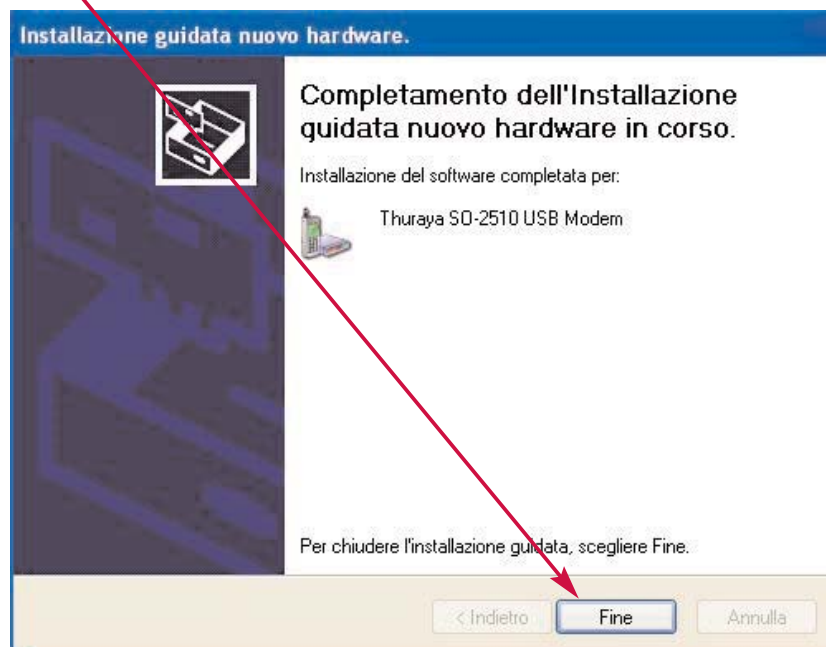 Installazione guidata nuovo hardware.
Completamento dell'Installazione
guidata nuovo hardware in corso.
Installazione del software completata per:
Thuraya SO-2510 USB Modem
Per chiudere l'installazione guidata, scegliere Fine.
< Indietro
Fine
Annulla